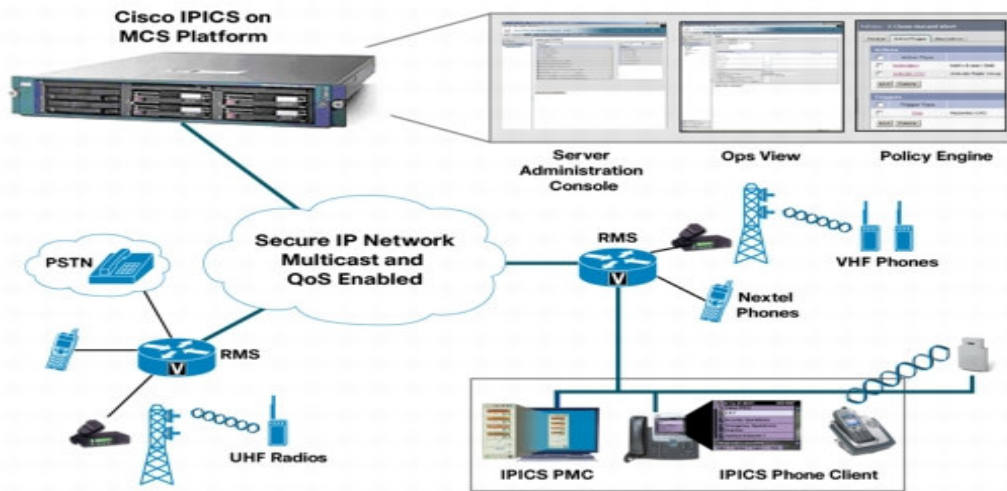 Cisco IPICS on
MCS Platform
Server
Administration
Console
Ops View
Policy Engine
Secure IP Network
Multicast and
QoS Enabled
PSTN
RMS
V
RMS
V
VHF Phones
Nextel
Phones
UHF Radios
IPICS PMC
IPICS Phone Client